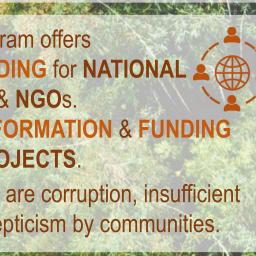 ram offers
DING for NATIONAL
& NGOs.
FORMATION & FUNDING
OJECTS.
are corruption, insufficient
epticism by communities.